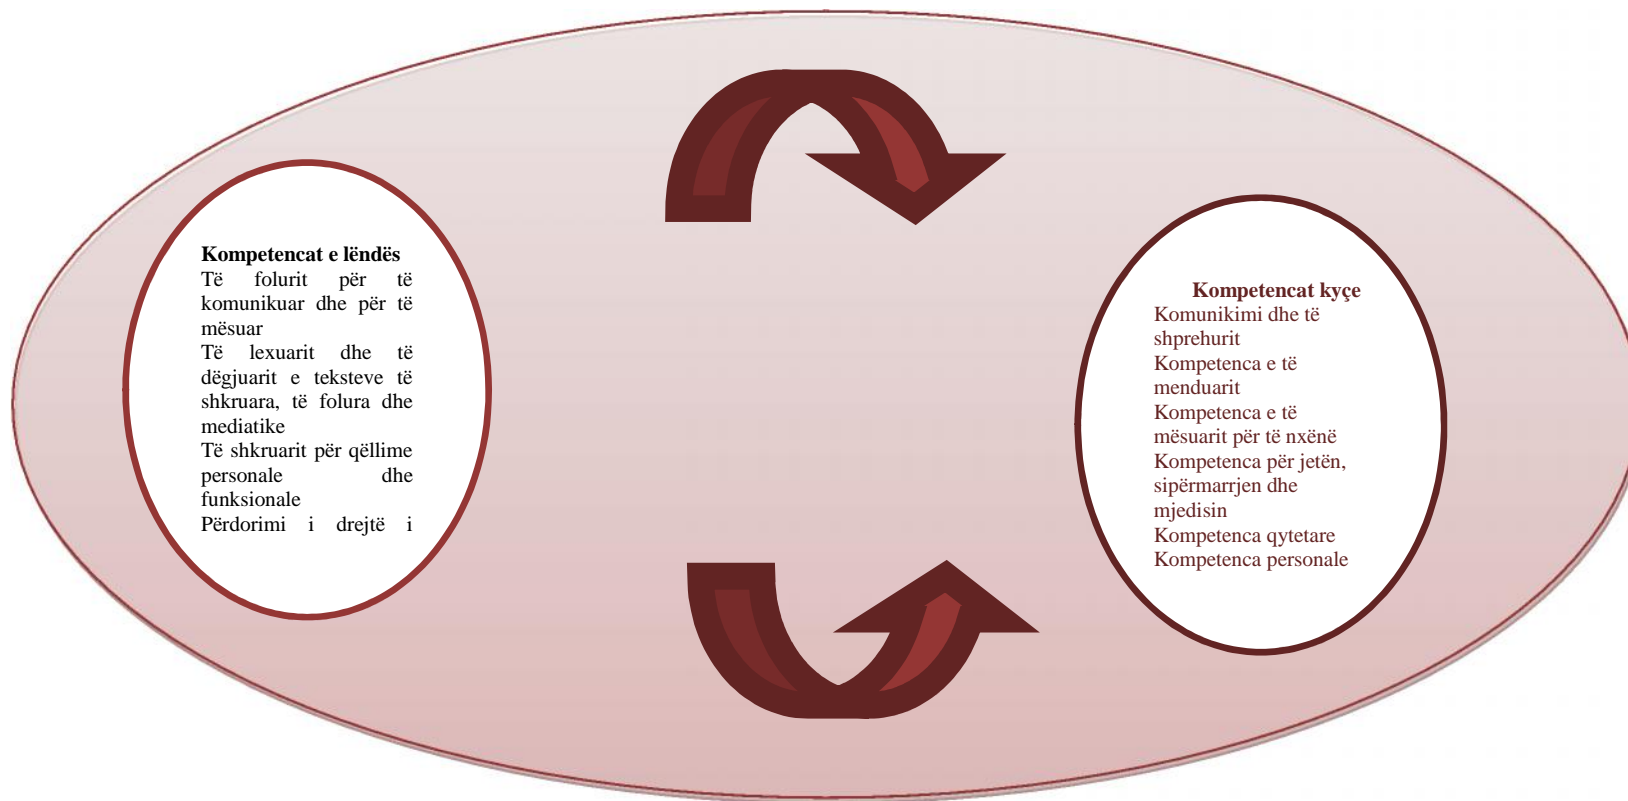 Kompetencat e lëndës
Të folurit për të
komunikuar dhe për të
mësuar
Të lexuarit dhe të
dëgjuarit e teksteve të
shkruara, të folura dhe
mediatike
Të shkruarit për qëllime
personale dhe
funksionale
Përdorimi i drejtë i
Kompetencat kyçe
Komunikimi dhe të
shprehurit
Kompetenca e të
menduarit
Kompetenca e të
mësuarit për të nxënë
Kompetenca për jetën,
sipërmarrjen dhe
mjedisin
Kompetenca qytetare
Kompetenca personale